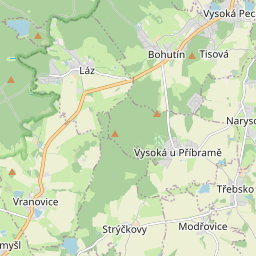 Vysoká Pec
Bohutín
Tisová
Láz
Naryso
Vysoká u Příbramě
Třebsko
Vranovice
Modřovice
Strýčkovy
myšl